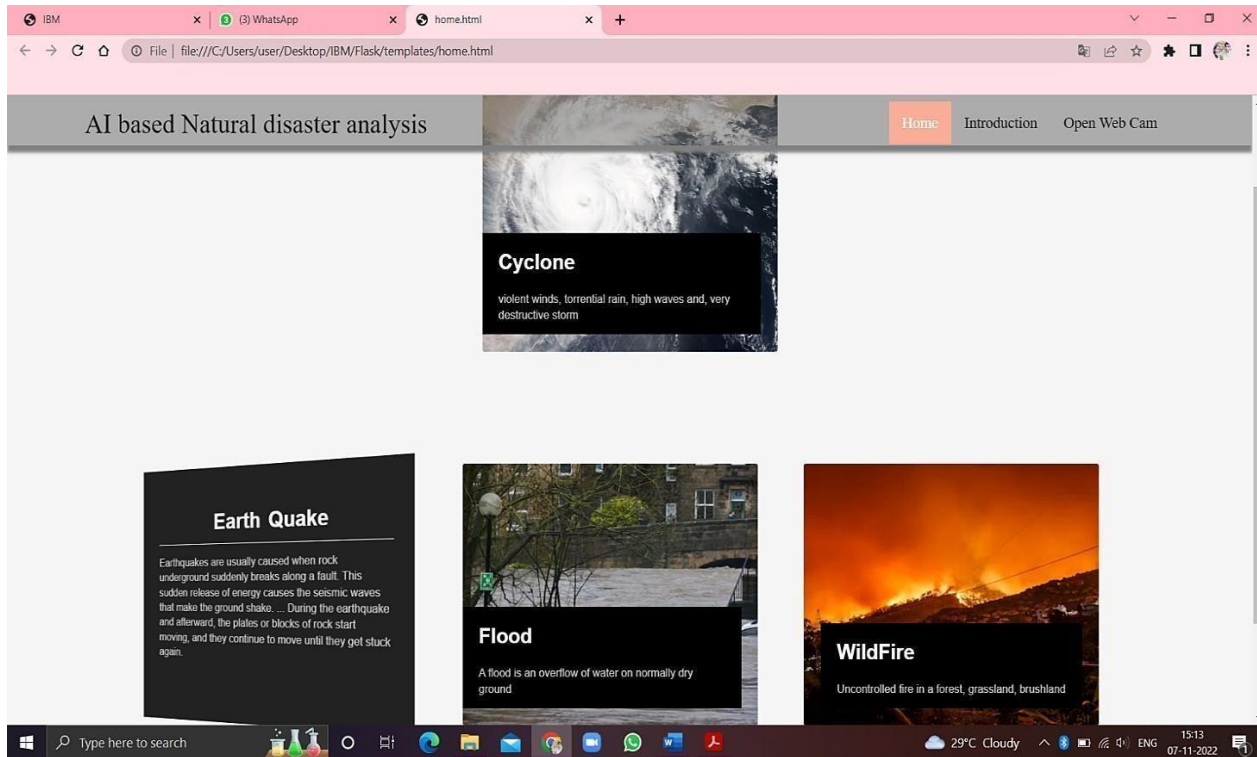 IBM
(3) WhatsApp
home.html
File
file:///C:/Users/user/Desktop/IBM/Flask/templates/home.html
AI based Natural disaster analysis
Home
Introduction
Open Web Cam
Cyclone
violent winds, torrential rain, high waves and, very
destructive storm
Earth Quake
Earthquakes are usually caused when rock
underground suddenly breaks along a fault. This
sudden release of energy causes the seismic waves
that make the ground shake. ... During the earthquake
and afterward, the plates or blocks of rock start
moving, and they continue to move until they get stuck
again.
Flood
A flood is an overflow of water on normally dry
ground
WildFire
Uncontrolled fire in a forest, grassland, brushland
Type here to search
29°C Cloudy
ENG
15:13
07-11-2022